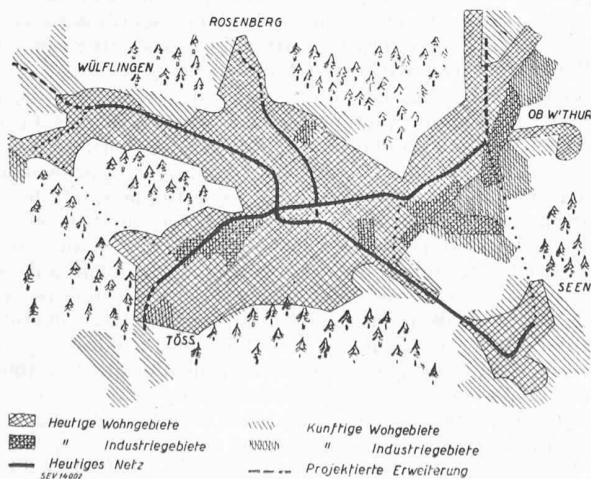 ROSENBERG
WÜLFLINGEN
OB W'THUR
SEEN
TÖSS
Heutige Wohngebiete
" Industriegebiete
Heutiges Netz
SEV 14002
Künftige Wohgebiete
" Industriegebiete
Projektierte Erweiterung